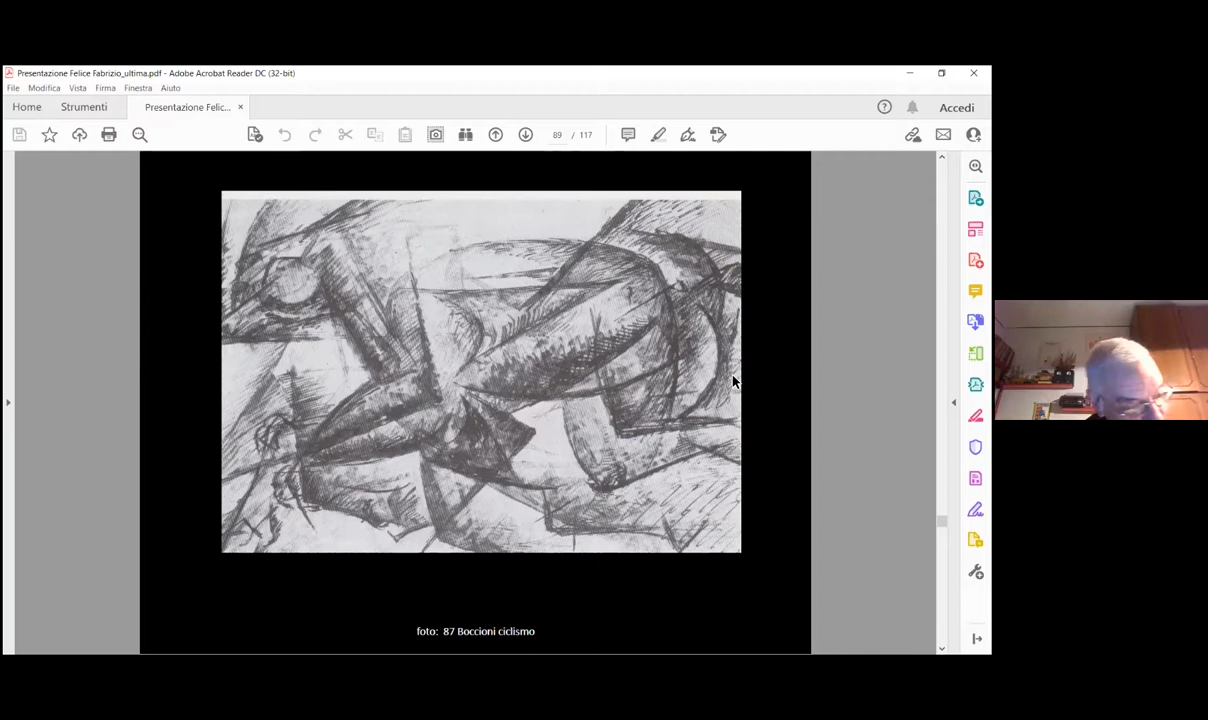 Presentazione Felice Fabrizio_ultima.pdf - Adobe Acrobat Reader DC (32-bit)
File Modifica Vista Firma Finestra Aiuto
Home Strumenti Presentazione Felic... × Accedi
89 / 117
foto: 87 Boccioni ciclismo